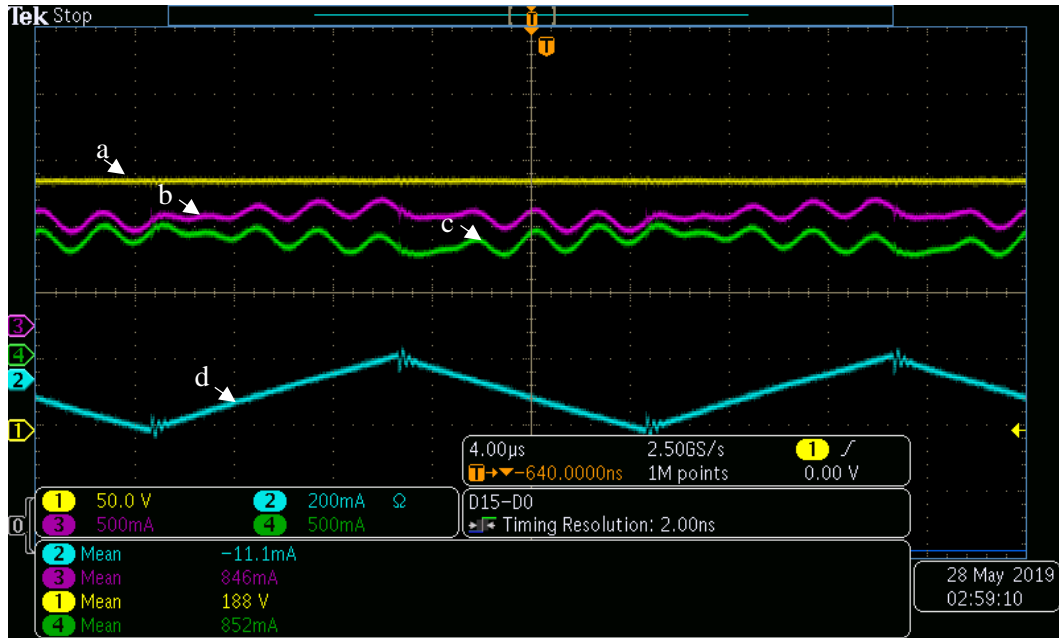 Tek Stop
T
T
a
b
c
3
4
d
2
1
4.00µs 2.50GS/s 1 ∫
T→▼-640.0000ns 1M points 0.00 V
1 50.0 V 2 200mA Ω
3 500mA 4 500mA
D15-D0
Timing Resolution: 2.00ns
0
2 Mean -11.1mA
3 Mean 846mA
1 Mean 188 V
4 Mean 852mA
28 May 2019
02:59:10